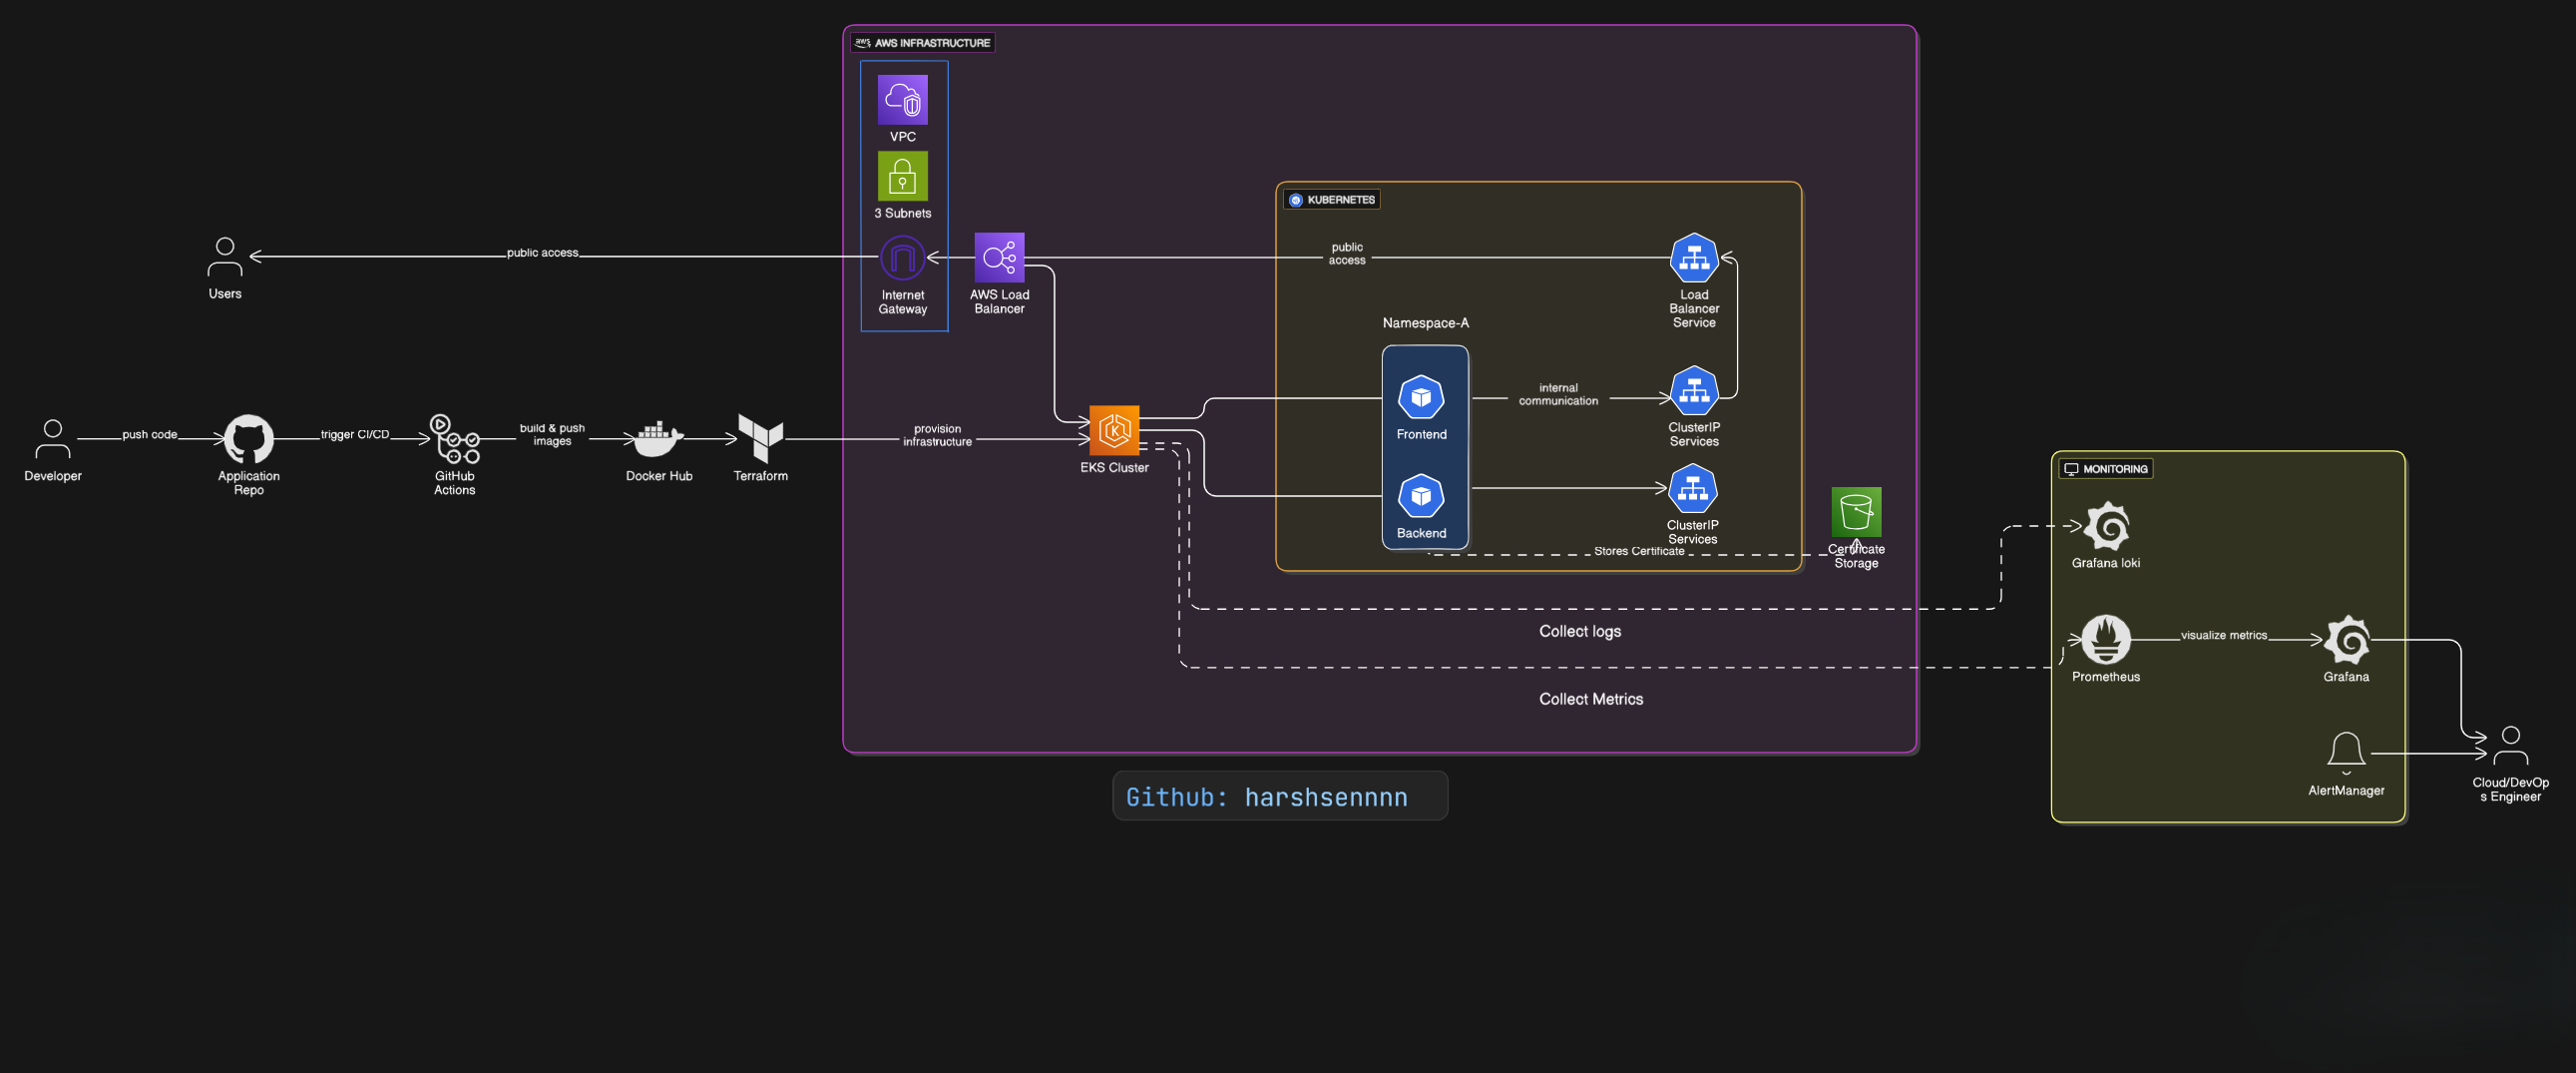 aws AWS INFRASTRUCTURE
VPC
3 Subnets
Internet
Gateway
AWS Load
Balancer
public access
Users
KUBERNETES
public
access
Load
Balancer
Service
Namespace-A
Frontend
Backend
internal
communication
ClusterIP
Services
ClusterIP
Services
Stores Certificate
Certificate
Storage
Developer
push code
Application
Repo
trigger CI/CD
GitHub
Actions
build & push
images
Docker Hub
Terraform
provision
infrastructure
EKS Cluster
Collect logs
Collect Metrics
MONITORING
Grafana loki
Prometheus
visualize metrics
Grafana
AlertManager
Cloud/DevOp
s Engineer
Github: harshsennnn